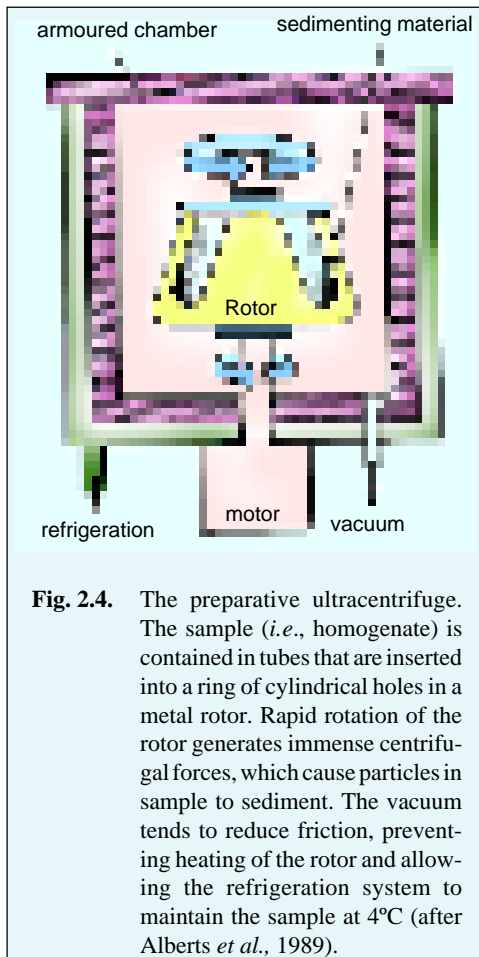 armoured chamber
sedimenting material
Rotor
refrigeration
motor
vacuum
Fig. 2.4. The preparative ultracentrifuge.
The sample (i.e., homogenate) is
contained in tubes that are inserted
into a ring of cylindrical holes in a
metal rotor. Rapid rotation of the
rotor generates immense centrifu-
gal forces, which cause particles in
sample to sediment. The vacuum
tends to reduce friction, prevent-
ing heating of the rotor and allow-
ing the refrigeration system to
maintain the sample at 4ºC (after
Alberts et al., 1989).